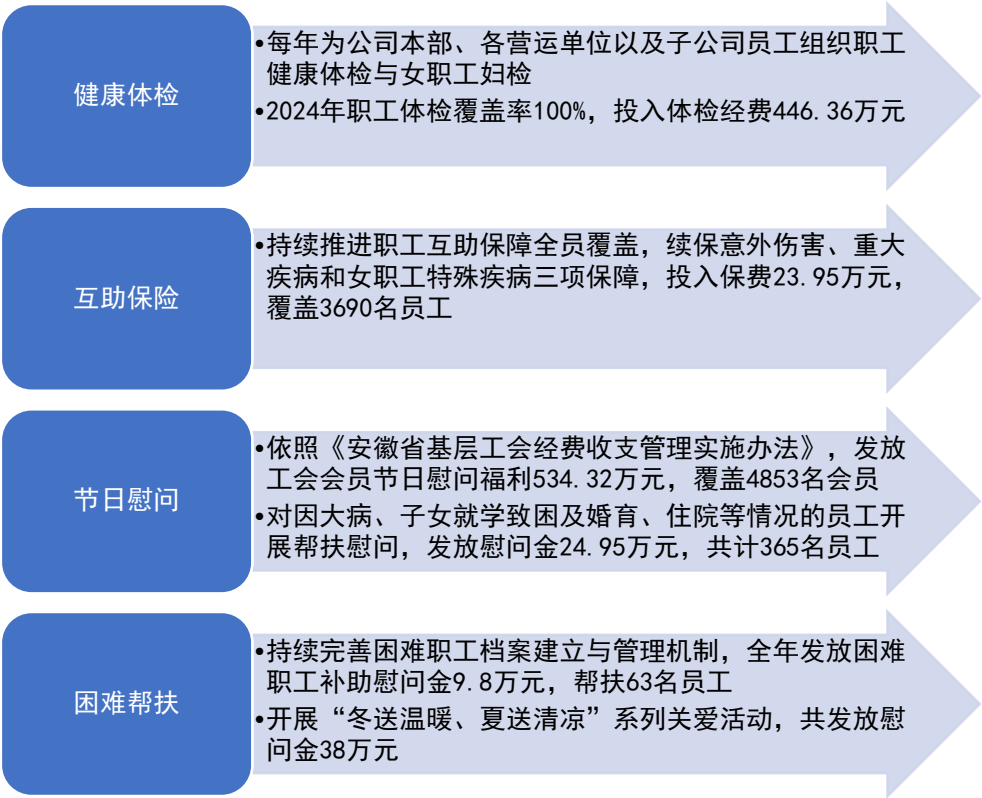 健康体检
•每年为公司本部、各营运单位以及子公司员工组织职工
健康体检与女职工妇检
•2024年职工体检覆盖率100%，投入体检经费446.36万元
互助保险
•持续推进职工互助保障全员覆盖，续保意外伤害、重大
疾病和女职工特殊疾病三项保障，投入保费23.95万元，
覆盖3690名员工
节日慰问
•依照《安徽省基层工会经费收支管理实施办法》，发放
工会会员节日慰问福利534.32万元，覆盖4853名会员
•对因大病、子女就学致困及婚育、住院等情况的员工开
展帮扶慰问，发放慰问金24.95万元，共计365名员工
困难帮扶
•持续完善困难职工档案建立与管理机制，全年发放困难
职工补助慰问金9.8万元，帮扶63名员工
•开展“冬送温暖、夏送清凉”系列关爱活动，共发放慰
问金38万元